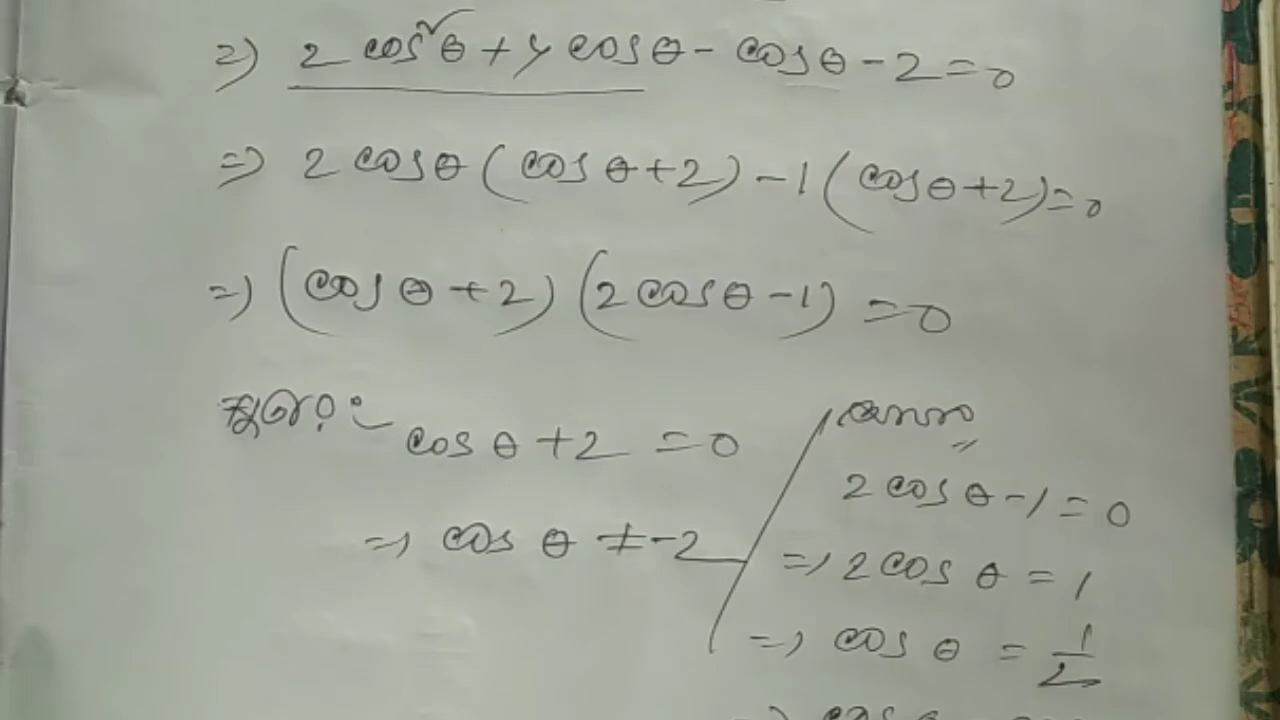 => 2 cos²θ + 4 cosθ - cosθ - 2 = 0
=> 2 cosθ (cosθ + 2) - 1 (cosθ + 2) = 0
=> (cosθ + 2) (2 cosθ - 1) = 0
cosθ + 2 = 0
=> cosθ ≠ -2
2 cosθ - 1 = 0
=> 2 cosθ = 1
=> cosθ = 1/2